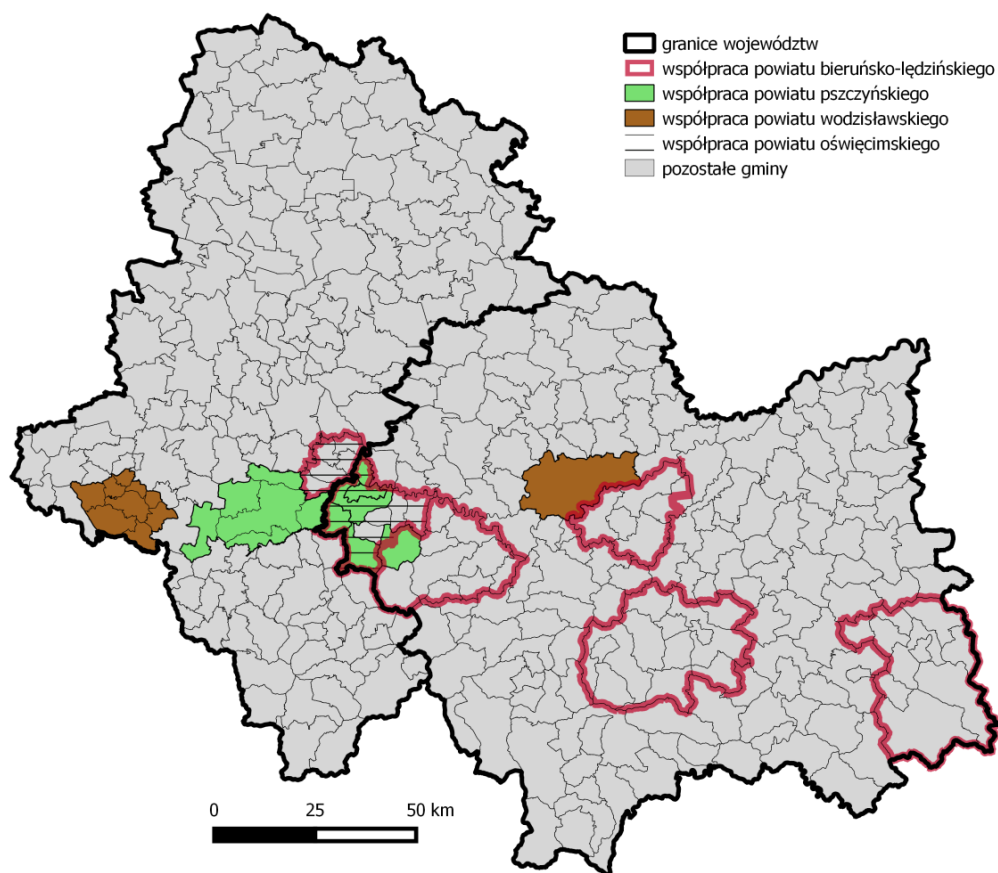 granice województw
współpraca powiatu bieruńsko-lędzińskiego
współpraca powiatu pszczyńskiego
współpraca powiatu wodzisławskiego
współpraca powiatu oświęcimskiego
pozostałe gminy
0 25 50 km